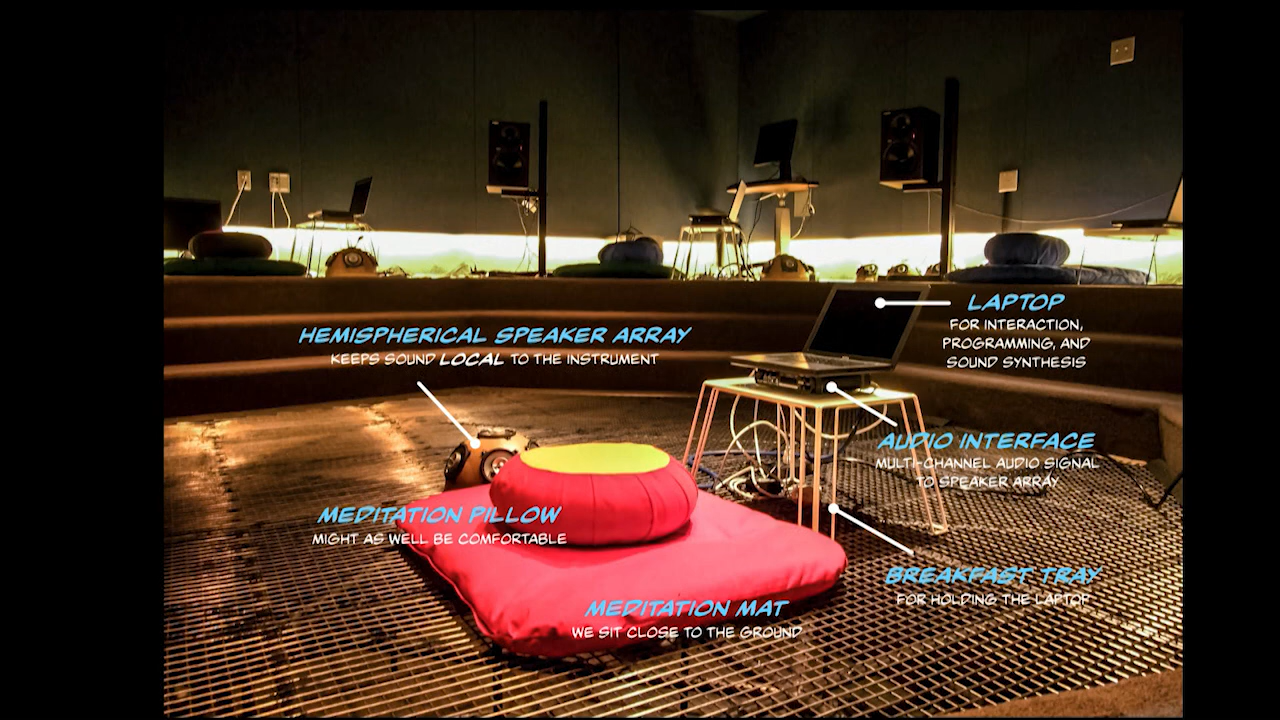 LAPTOP
FOR INTERACTION,
PROGRAMMING, AND
SOUND SYNTHESIS
HEMISPHERICAL SPEAKER ARRAY
KEEPS SOUND LOCAL TO THE INSTRUMENT
AUDIO INTERFACE
MULTI-CHANNEL AUDIO SIGNAL
TO SPEAKER ARRAY
MEDITATION PILLOW
MIGHT AS WELL BE COMFORTABLE
BREAKFAST TRAY
FOR HOLDING THE LAPTOP
MEDITATION MAT
WE SIT CLOSE TO THE GROUND